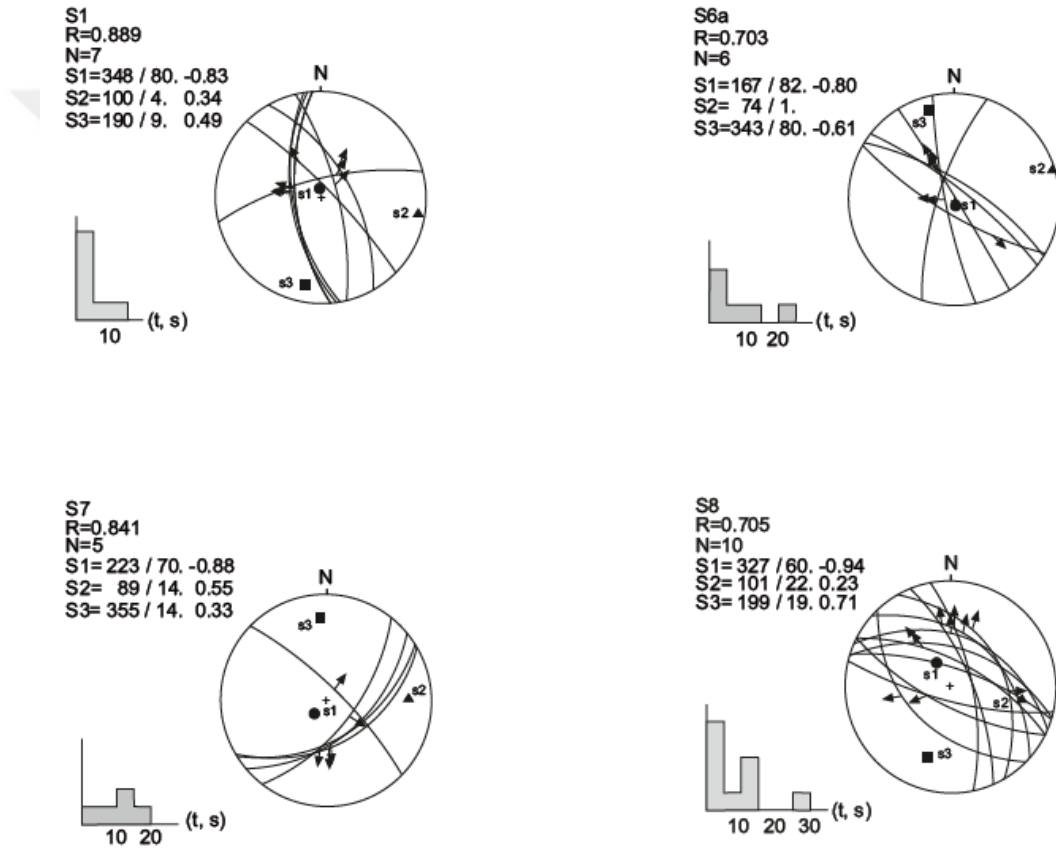 S1
R=0.889
N=7
S1=348 / 80. -0.83
S2=100 / 4. 0.34
S3=190 / 9. 0.49
N
s1
+
s2
s3
(t, s)
10
S6a
R=0.703
N=6
S1=167 / 82. -0.80
S2= 74 / 1.
S3=343 / 80. -0.61
N
s3
s2
s1
(t, s)
10 20
S7
R=0.841
N=5
S1= 223 / 70. -0.88
S2= 89 / 14. 0.55
S3= 355 / 14. 0.33
N
s3
+
s2
s1
(t, s)
10 20
S8
R=0.705
N=10
S1= 327 / 60. -0.94
S2= 101 / 22. 0.23
S3= 199 / 19. 0.71
N
s1
+
s2
s3
(t, s)
10 20 30